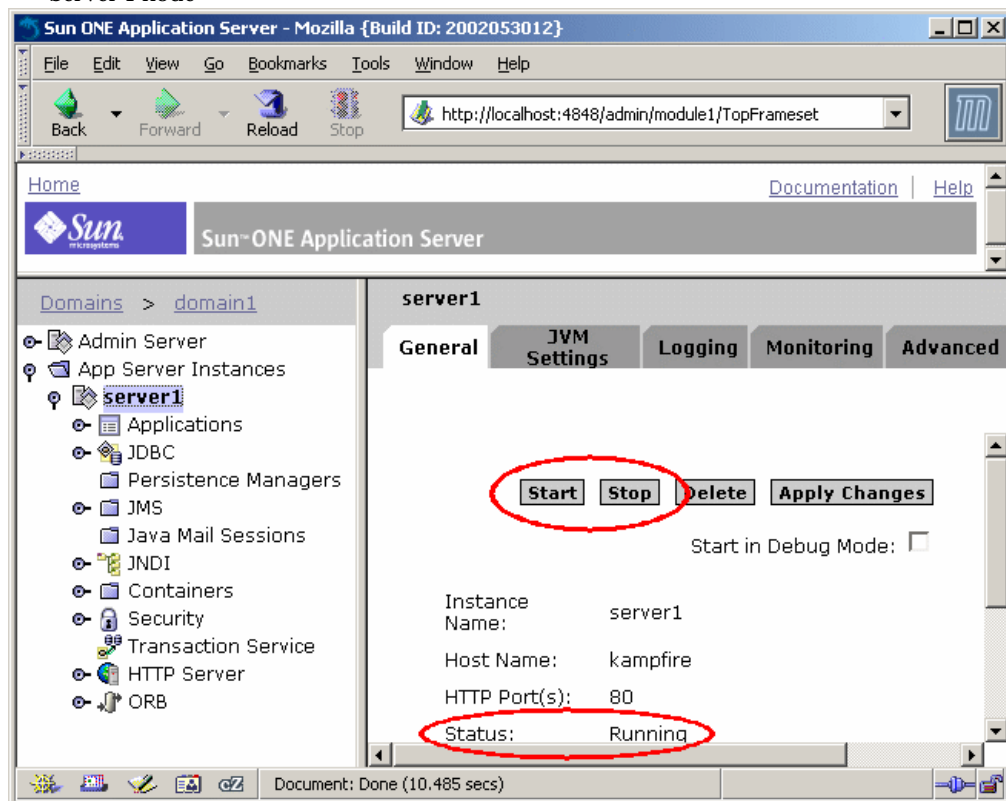 Server 1 node
Sun ONE Application Server - Mozilla {Build ID: 2002053012}
File Edit View Go Bookmarks Tools Window Help
Back Forward Reload Stop http://localhost:4848/admin/module1/TopFrameset
Home Documentation | Help
Sun microsystems Sun™ ONE Application Server
Domains > domain1
Admin Server
App Server Instances
server1
Applications
JDBC
Persistence Managers
JMS
Java Mail Sessions
JNDI
Containers
Security
Transaction Service
HTTP Server
ORB
server1
General JVM Settings Logging Monitoring Advanced
Start Stop Delete Apply Changes
Start in Debug Mode:
Instance Name: server1
Host Name: kampfire
HTTP Port(s): 80
Status: Running
Document: Done (10.485 secs)